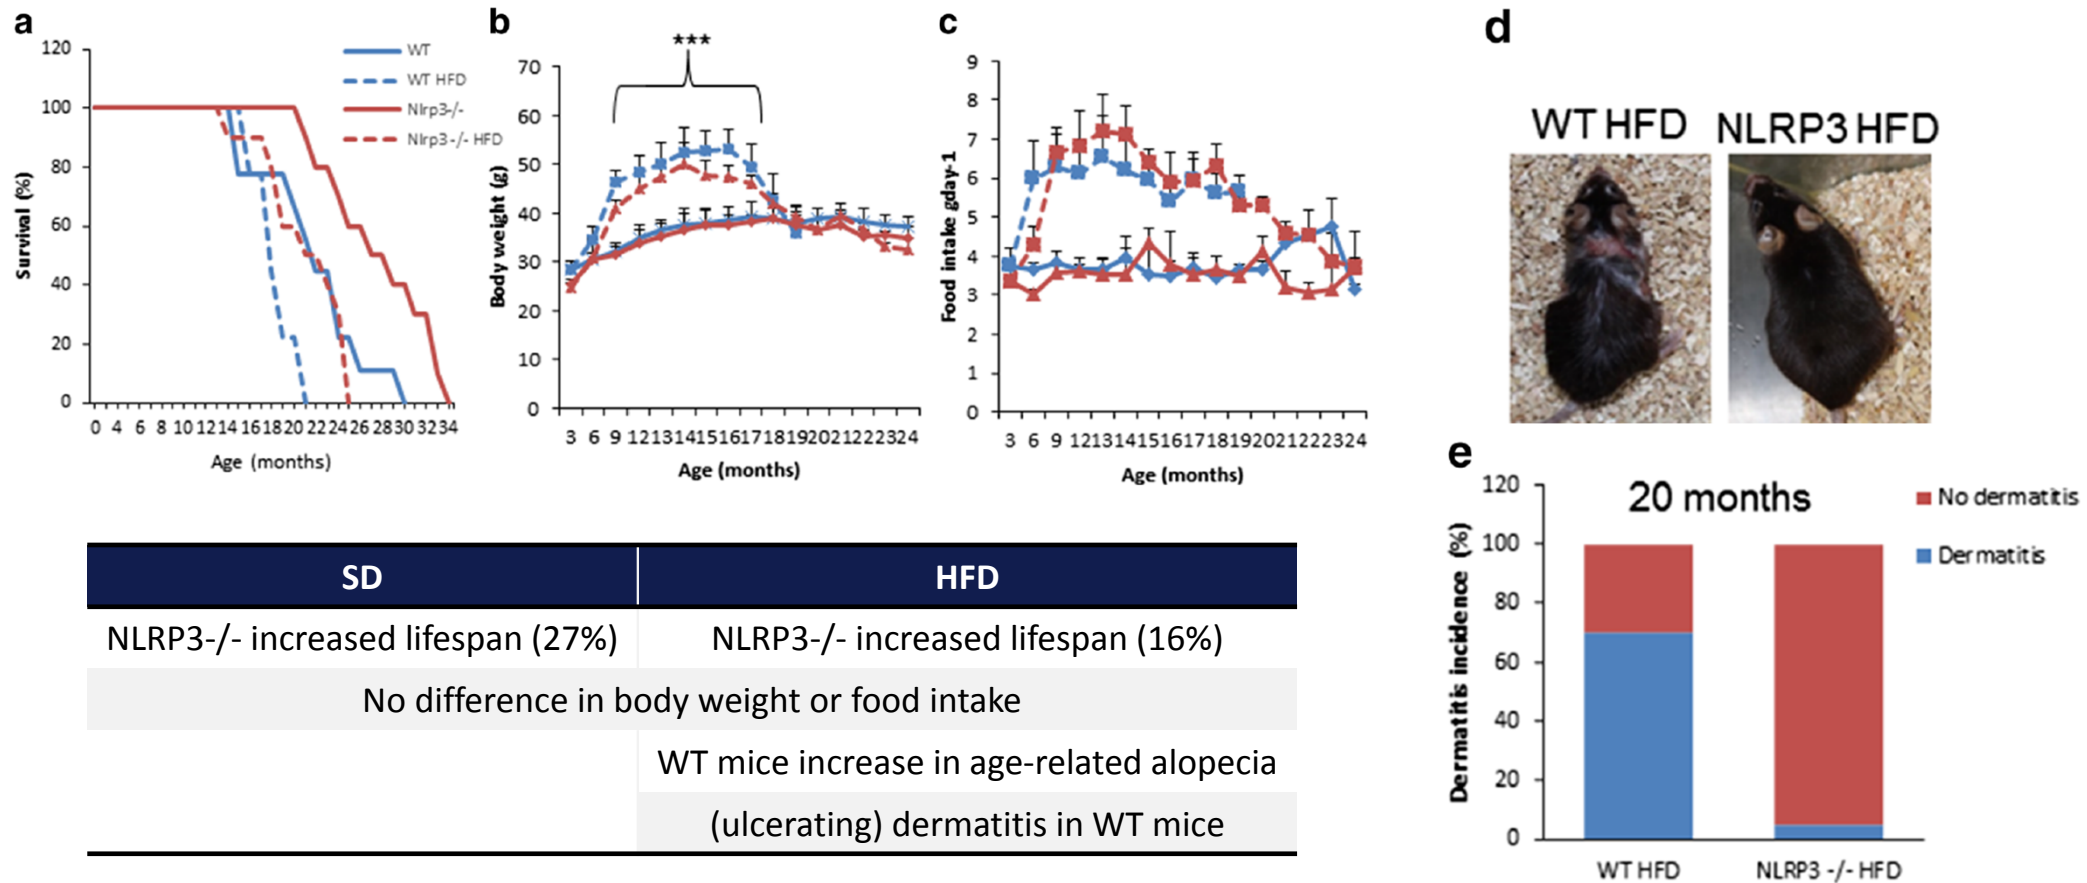 a
120
100
80
60
40
20
0
Survival (%)
0 4 6 8 10 12 14 16 18 20 22 24 26 28 30 32 34
Age (months)
WT
WT HFD
Nlrp3-/-
Nlrp3-/- HFD
b
***
70
60
50
40
30
20
10
0
Body weight (g)
3 6 9 12 13 14 15 16 17 18 19 20 21 22 23 24
Age (months)
c
9
8
7
6
5
4
3
2
1
0
Food intake gday-1
3 6 9 12 13 14 15 16 17 18 19 20 21 22 23 24
Age (months)
d
WT HFD NLRP3 HFD
e
120
100
80
60
40
20
0
Dermatitis incidence (%)
20 months
No dermatitis
Dermatitis
WT HFD NLRP3 -/- HFD
SD HFD
NLRP3-/- increased lifespan (27%) NLRP3-/- increased lifespan (16%)
No difference in body weight or food intake
WT mice increase in age-related alopecia
(ulcerating) dermatitis in WT mice